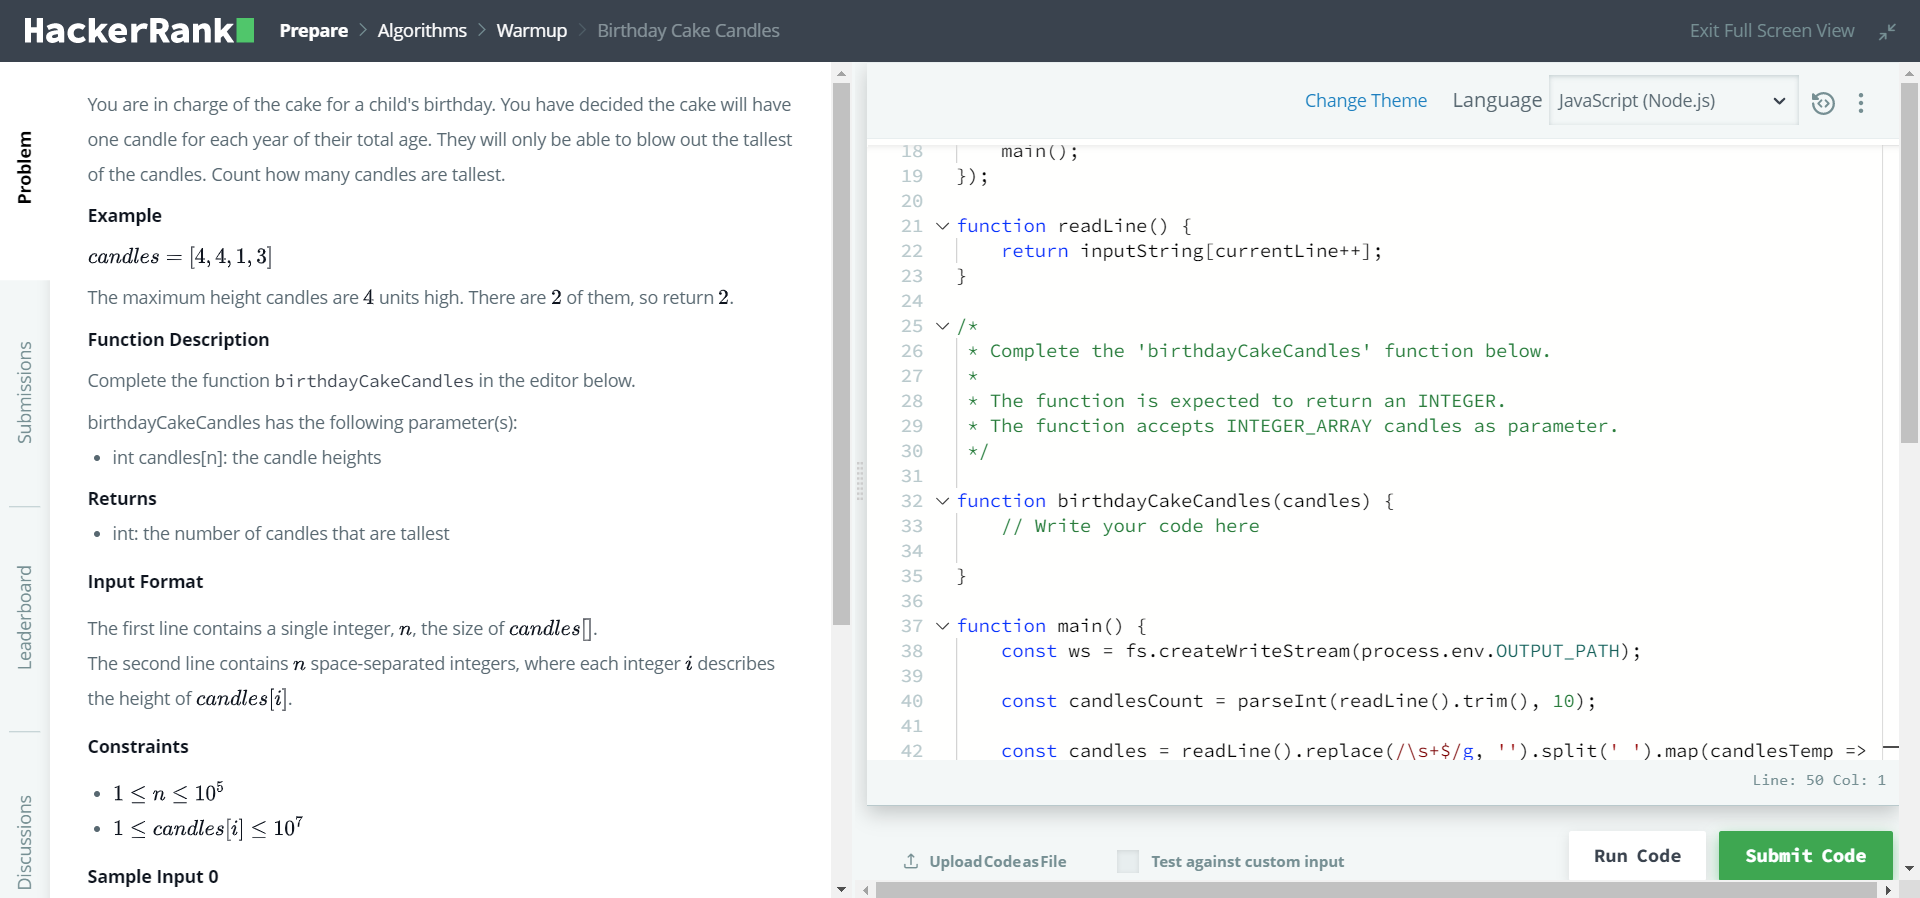 HackerRank
Prepare > Algorithms > Warmup > Birthday Cake Candles
Exit Full Screen View
Problem
Submissions
Leaderboard
Discussions
You are in charge of the cake for a child's birthday. You have decided the cake will have
one candle for each year of their total age. They will only be able to blow out the tallest
of the candles. Count how many candles are tallest.
Example
candles = [4, 4, 1, 3]
The maximum height candles are 4 units high. There are 2 of them, so return 2.
Function Description
Complete the function birthdayCakeCandles in the editor below.
birthdayCakeCandles has the following parameter(s):
• int candles[n]: the candle heights
Returns
• int: the number of candles that are tallest
Input Format
The first line contains a single integer, n, the size of candles[].
The second line contains n space-separated integers, where each integer i describes
the height of candles[i].
Constraints
• 1 ≤ n ≤ 10⁵
• 1 ≤ candles[i] ≤ 10⁷
Sample Input 0
Change Theme
Language
JavaScript (Node.js)
18     main();
19 });
20
21 function readLine() {
22     return inputString[currentLine++];
23 }
24
25 /*
26  * Complete the 'birthdayCakeCandles' function below.
27  *
28  * The function is expected to return an INTEGER.
29  * The function accepts INTEGER_ARRAY candles as parameter.
30  */
31
32 function birthdayCakeCandles(candles) {
33     // Write your code here
34
35 }
36
37 function main() {
38     const ws = fs.createWriteStream(process.env.OUTPUT_PATH);
39
40     const candlesCount = parseInt(readLine().trim(), 10);
41
42     const candles = readLine().replace(/\s+$/g, '').split(' ').map(candlesTemp =>
Line: 50 Col: 1
Upload Code as File
Test against custom input
Run Code
Submit Code